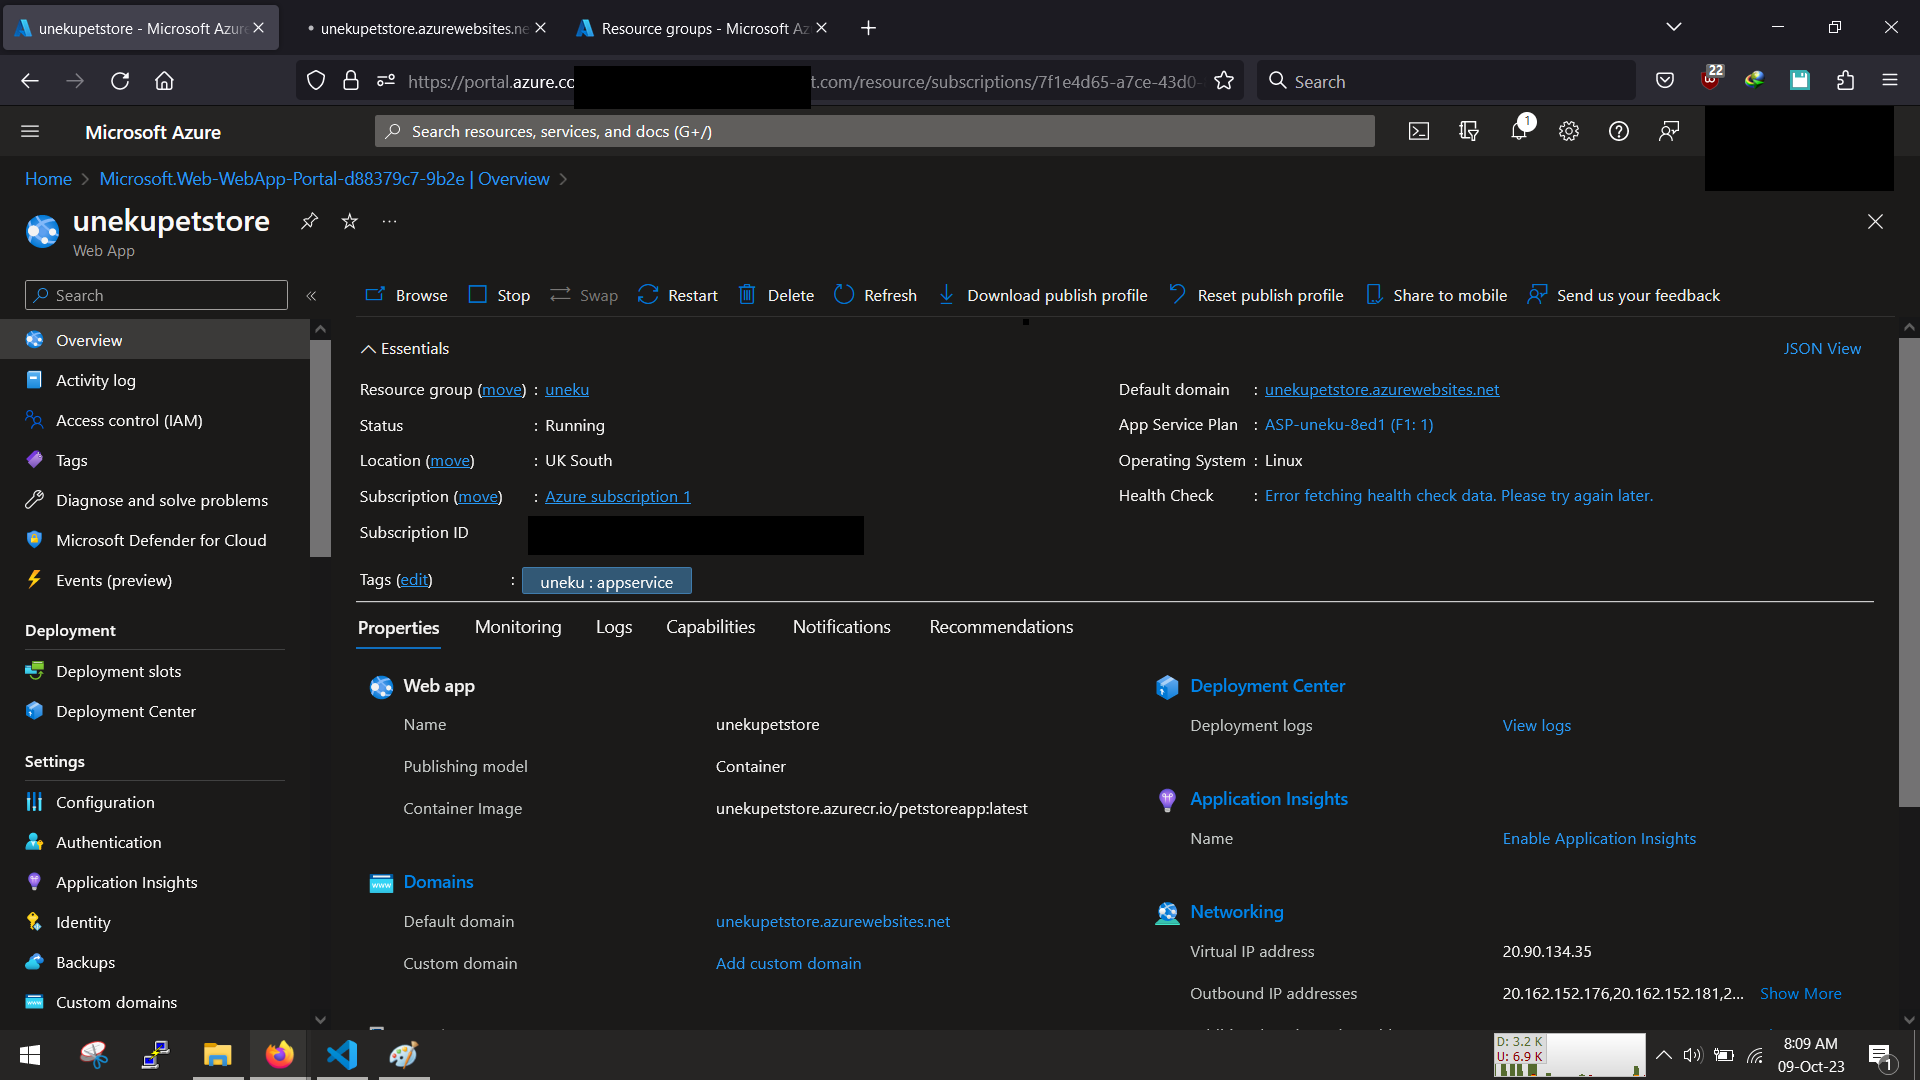 unekupetstore - Microsoft Azure
unekupetstore.azurewebsites.ne
Resource groups - Microsoft Az
https://portal.azure.co
t.com/resource/subscriptions/7f1e4d65-a7ce-43d0-
Search
22
Microsoft Azure
Search resources, services, and docs (G+/)
1
Home
Microsoft.Web-WebApp-Portal-d88379c7-9b2e | Overview
unekupetstore
Web App
Search
«
Browse
Stop
Swap
Restart
Delete
Refresh
Download publish profile
Reset publish profile
Share to mobile
Send us your feedback
Overview
Activity log
Access control (IAM)
Tags
Diagnose and solve problems
Microsoft Defender for Cloud
Events (preview)
Deployment
Deployment slots
Deployment Center
Settings
Configuration
Authentication
Application Insights
Identity
Backups
Custom domains
Essentials
JSON View
Resource group (move) : uneku
Status : Running
Location (move) : UK South
Subscription (move) : Azure subscription 1
Subscription ID
Tags (edit) : uneku : appservice
Default domain : unekupetstore.azurewebsites.net
App Service Plan : ASP-uneku-8ed1 (F1: 1)
Operating System : Linux
Health Check : Error fetching health check data. Please try again later.
Properties
Monitoring
Logs
Capabilities
Notifications
Recommendations
Web app
Name unekupetstore
Publishing model Container
Container Image unekupetstore.azurecr.io/petstoreapp:latest
Domains
Default domain unekupetstore.azurewebsites.net
Custom domain Add custom domain
Deployment Center
Deployment logs View logs
Application Insights
Name Enable Application Insights
Networking
Virtual IP address 20.90.134.35
Outbound IP addresses 20.162.152.176,20.162.152.181,2... Show More
D: 3.2 K
U: 6.9 K
8:09 AM
09-Oct-23
1